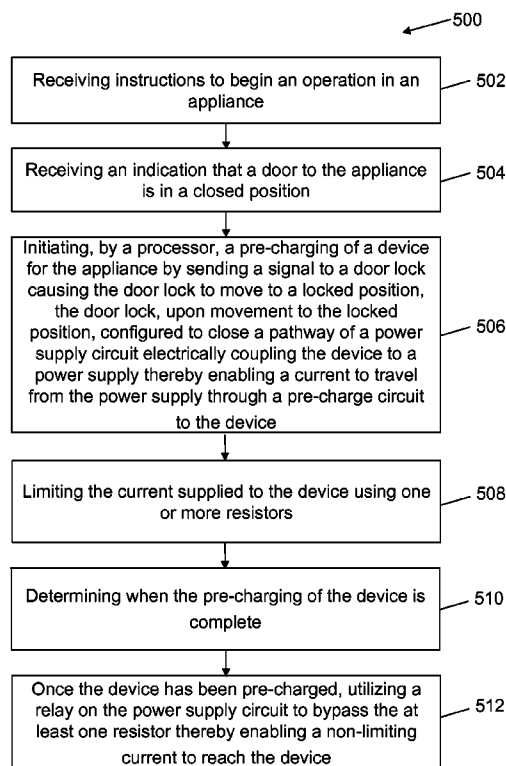 500
Receiving instructions to begin an operation in an
appliance
502
Receiving an indication that a door to the appliance
is in a closed position
504
Initiating, by a processor, a pre-charging of a device
for the appliance by sending a signal to a door lock
causing the door lock to move to a locked position,
the door lock, upon movement to the locked
position, configured to close a pathway of a power
supply circuit electrically coupling the device to a
power supply thereby enabling a current to travel
from the power supply through a pre-charge circuit
to the device
506
Limiting the current supplied to the device using one
or more resistors
508
Determining when the pre-charging of the device is
complete
510
Once the device has been pre-charged, utilizing a
relay on the power supply circuit to bypass the at
least one resistor thereby enabling a non-limiting
current to reach the device
512